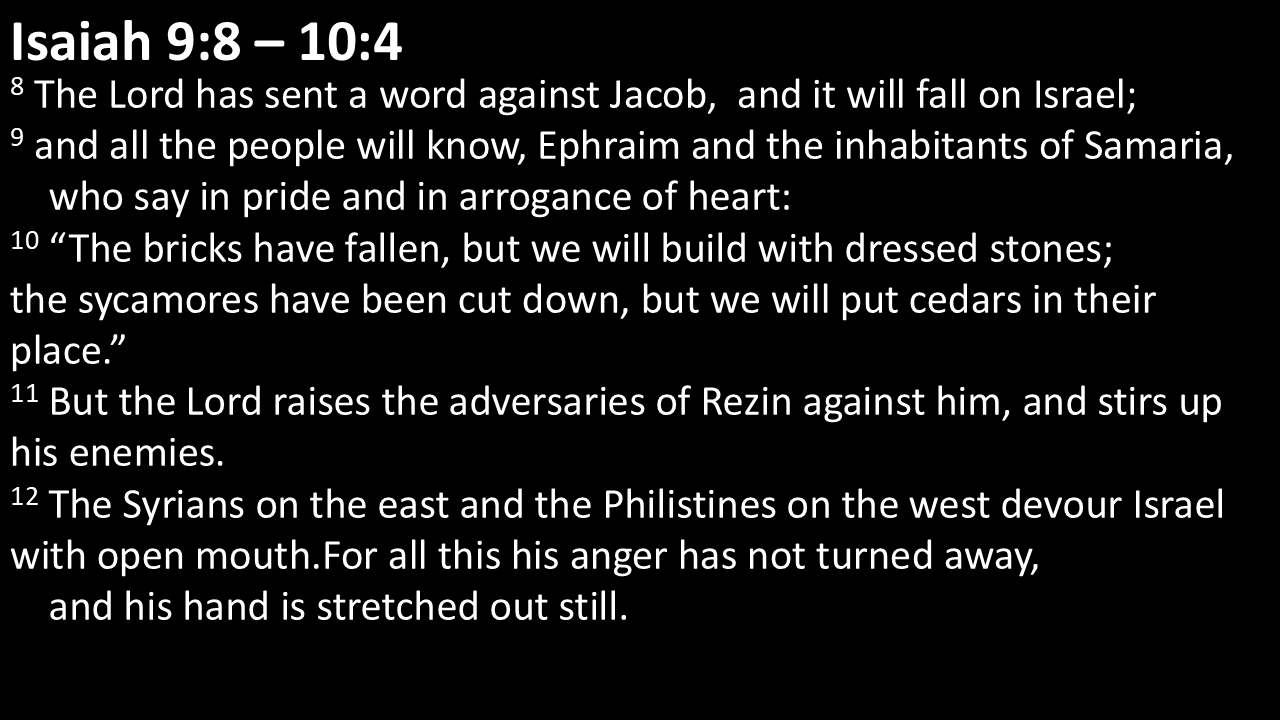 Isaiah 9:8 – 10:4
8 The Lord has sent a word against Jacob,  and it will fall on Israel;
9 and all the people will know, Ephraim and the inhabitants of Samaria,
who say in pride and in arrogance of heart:
10 “The bricks have fallen, but we will build with dressed stones;
the sycamores have been cut down, but we will put cedars in their
place.”
11 But the Lord raises the adversaries of Rezin against him, and stirs up
his enemies.
12 The Syrians on the east and the Philistines on the west devour Israel
with open mouth.For all this his anger has not turned away,
and his hand is stretched out still.